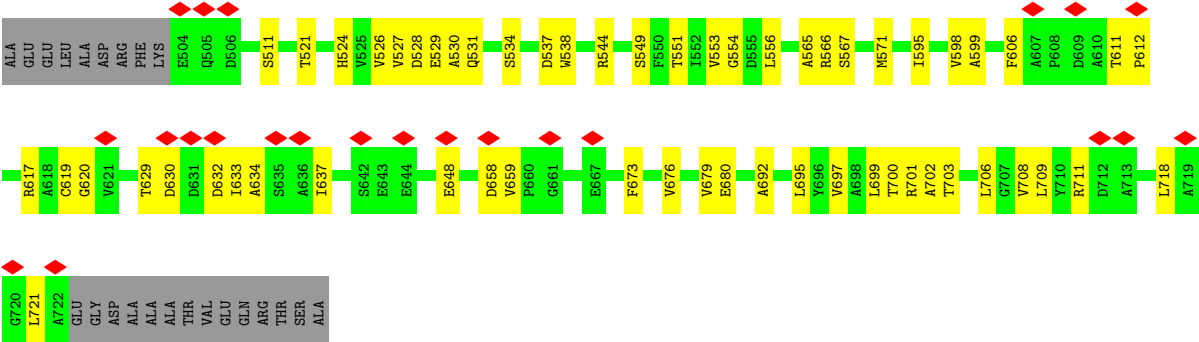 ALA GLU GLU LEU ALA ASP ARG PHE LYS E504 Q505 D506 S511 T521 H524 V525 V526 V527 D528 E529 A530 Q531 S534 D537 W538 R544 S549 F550 T551 I552 V553 G554 D555 L556 A565 R566 S567 M571 I595 V598 A599 F606 A607 P608 D609 A610 T611 P612
R617 A618 C619 G620 V621 T629 D630 D631 D632 I633 A634 S635 A636 I637 S642 E643 E644 E648 D658 V659 P660 G661 E667 F673 V676 V679 E680 A692 L695 Y696 V697 A698 L699 T700 R701 A702 T703 L706 G707 V708 L709 Y710 R711 D712 A713 L718 A719
G720 L721 A722 GLU GLY ASP ALA ALA ALA THR VAL GLU GLN ARG THR SER ALA